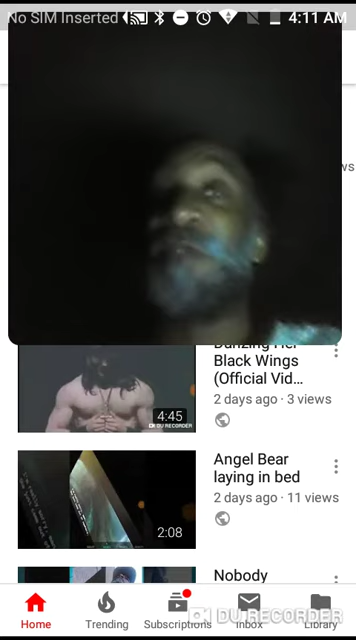 No SIM Inserted
4:11 AM
ws
Black Wings
(Official Vid...
2 days ago · 3 views
4:45
DU RECORDER
Angel Bear
laying in bed
2 days ago · 11 views
2:08
Nobody
Home
Trending
Subscriptions
Inbox
Library
DU RECORDER